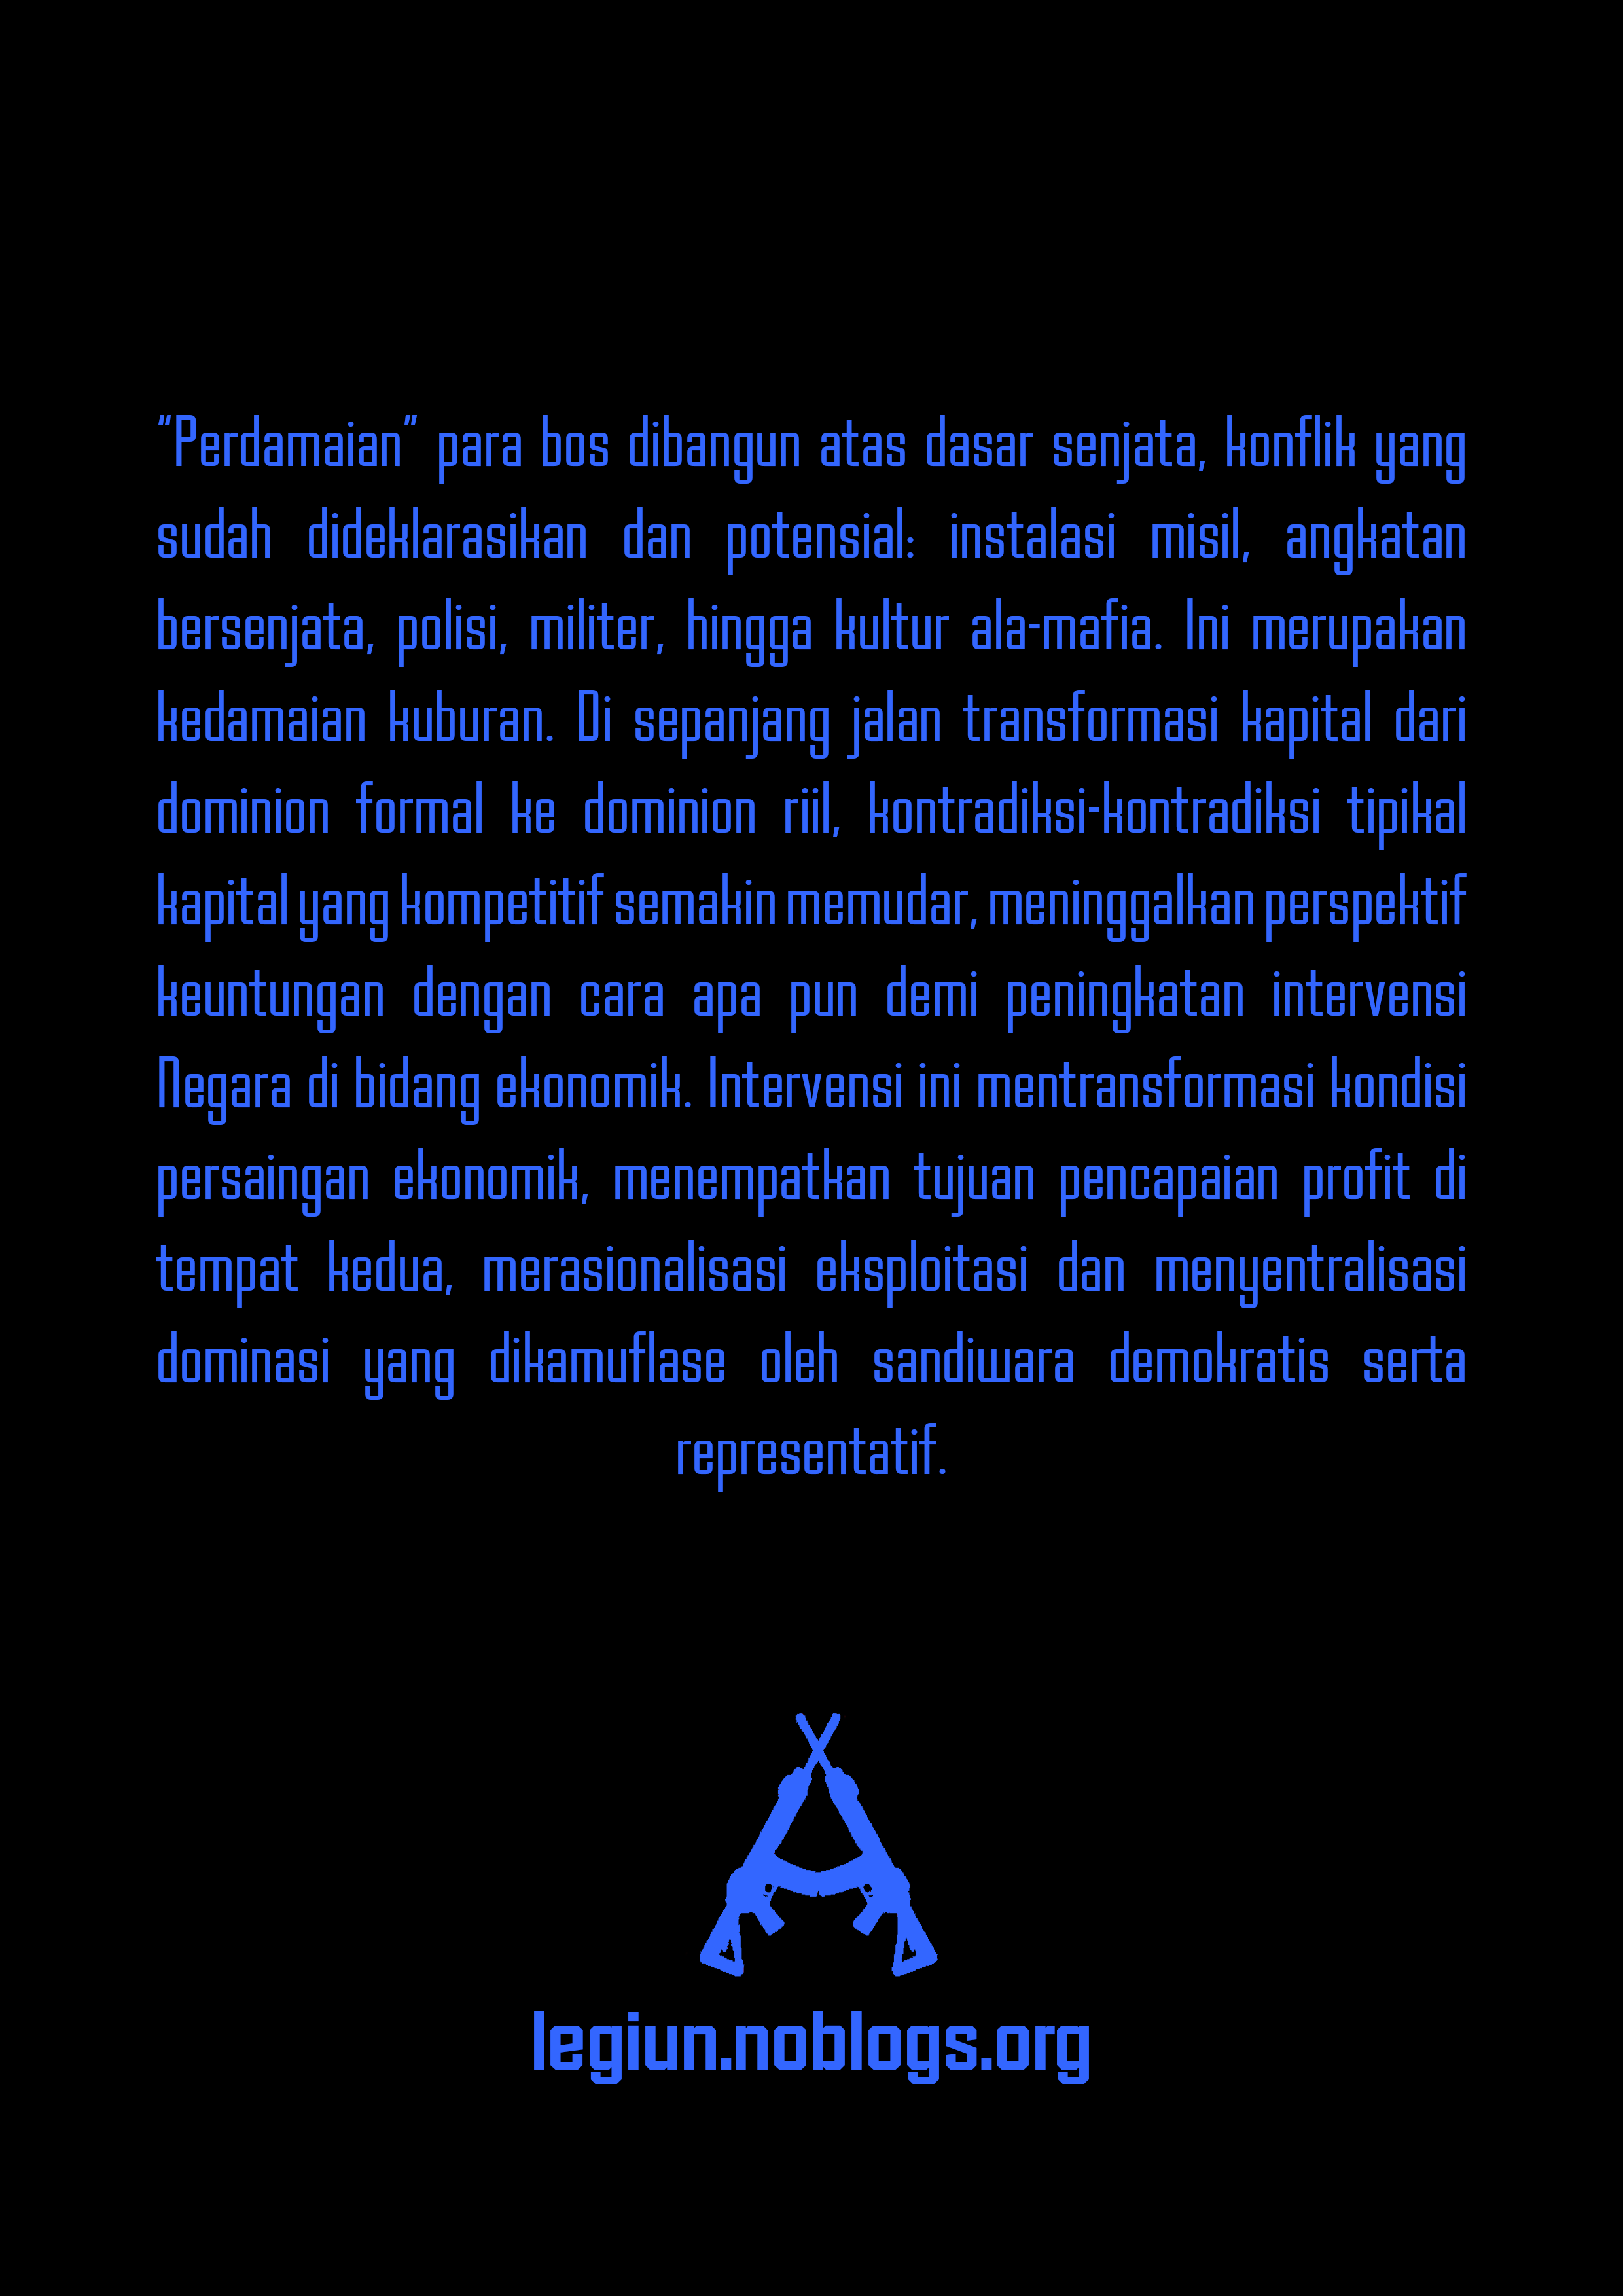 “Perdamaian” para bos dibangun atas dasar senjata, konflik yang
sudah dideklarasikan dan potensial: instalasi misil, angkatan
bersenjata, polisi, militer, hingga kultur ala-mafia. Ini merupakan
kedamaian kuburan. Di sepanjang jalan transformasi kapital dari
dominion formal ke dominion riil, kontradiksi-kontradiksi tipikal
kapital yang kompetitif semakin memudar, meninggalkan perspektif
keuntungan dengan cara apa pun demi peningkatan intervensi
Negara di bidang ekonomik. Intervensi ini mentransformasi kondisi
persaingan ekonomik, menempatkan tujuan pencapaian profit di
tempat kedua, merasionalisasi eksploitasi dan menyentralisasi
dominasi yang dikamuflase oleh sandiwara demokratis serta
representatif.
legiun.noblogs.org